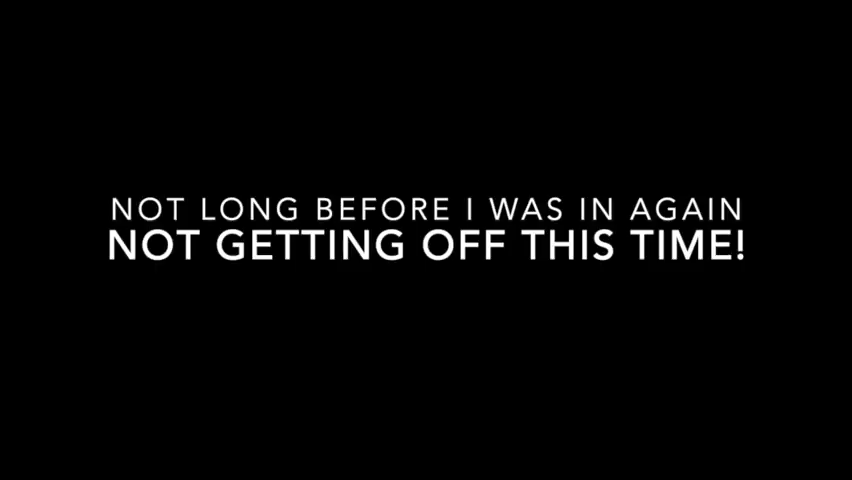 NOT LONG BEFORE I WAS IN AGAIN
NOT GETTING OFF THIS TIME!